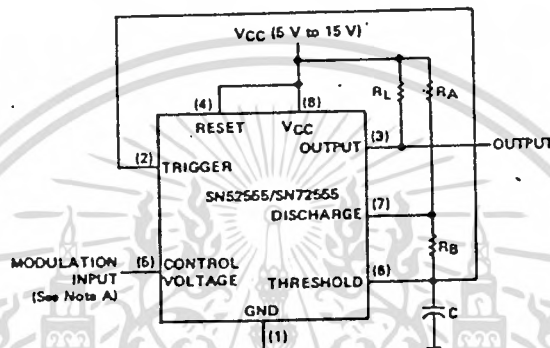 VCC (5 V to 15 V)
(4)
(8)
RL
RA
RESET
VCC
(3)
OUTPUT
OUTPUT
(2)
TRIGGER
SN52555/SN72555
(7)
DISCHARGE
RB
MODULATION
INPUT
(See Note A)
(5)
CONTROL
VOLTAGE
(6)
THRESHOLD
C
GND
(1)